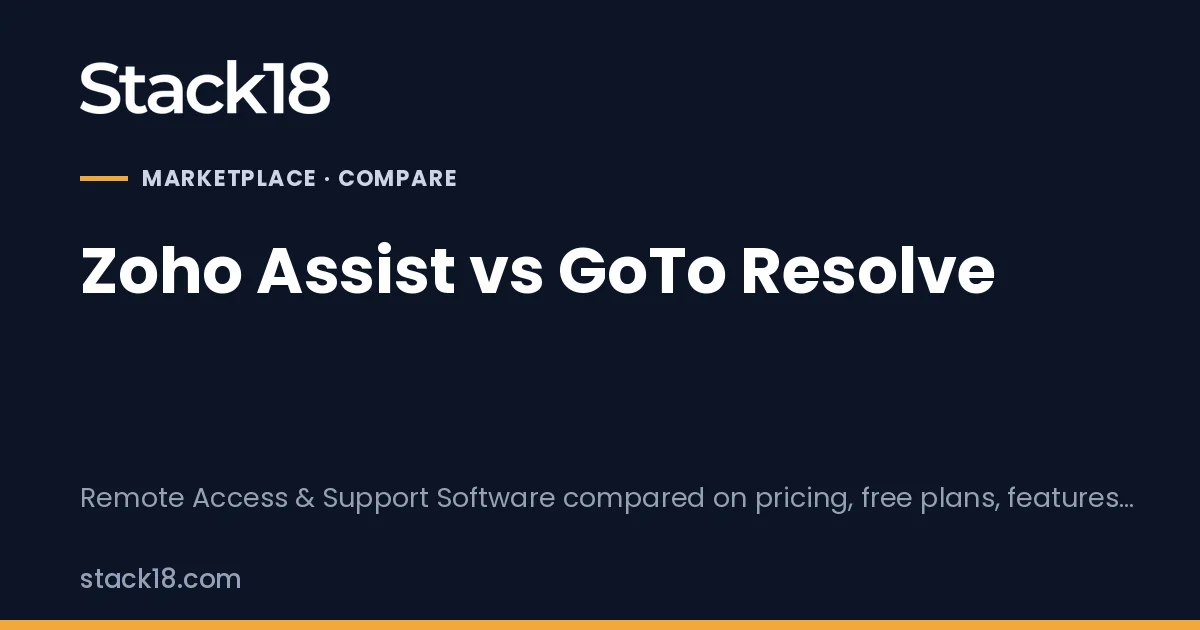 Stack18
MARKETPLACE · COMPARE
Zoho Assist vs GoTo Resolve
Remote Access & Support Software compared on pricing, free plans, features...
stack18.com